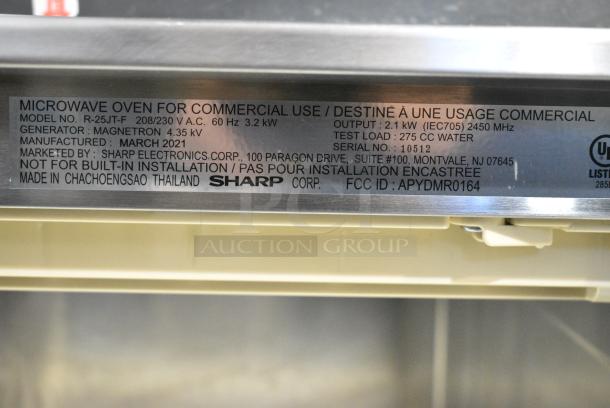 MICROWAVE OVEN FOR COMMERCIAL USE / DESTINÉ À UNE USAGE COMMERCIAL
MODEL NO. R-25JT-F 208/230 V A.C. 60 Hz 3.2 kW OUTPUT : 2.1 kW (IEC705) 2450 MHz
GENERATOR : MAGNETRON 4.35 kV TEST LOAD : 275 CC WATER
MANUFACTURED : MARCH 2021 SERIAL NO. : 10512
MARKETED BY : SHARP ELECTRONICS CORP., 100 PARAGON DRIVE, SUITE #100, MONTVALE, NJ 07645
NOT FOR BUILT-IN INSTALLATION / PAS POUR INSTALLATION ENCASTREE
MADE IN CHACHOENGSAO THAILAND SHARP CORP. FCC ID : APYDMR0164
PCI
AUCTION GROUP